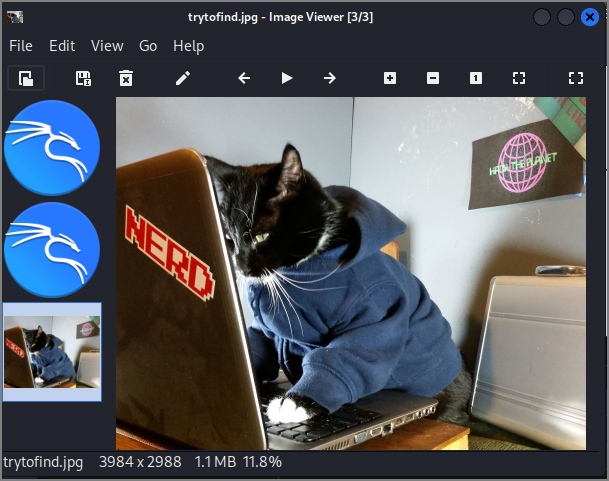 trytofind.jpg - Image Viewer [3/3]
File Edit View Go Help
HACK THE PLANET
NERD
trytofind.jpg 3984 x 2988 1.1 MB 11.8%